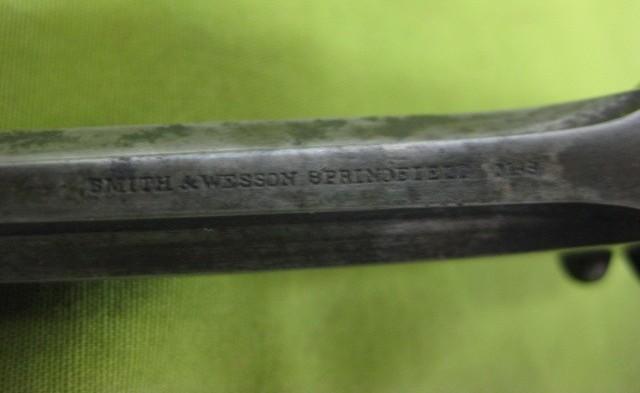 SMITH & WESSON SPRINGFIELD